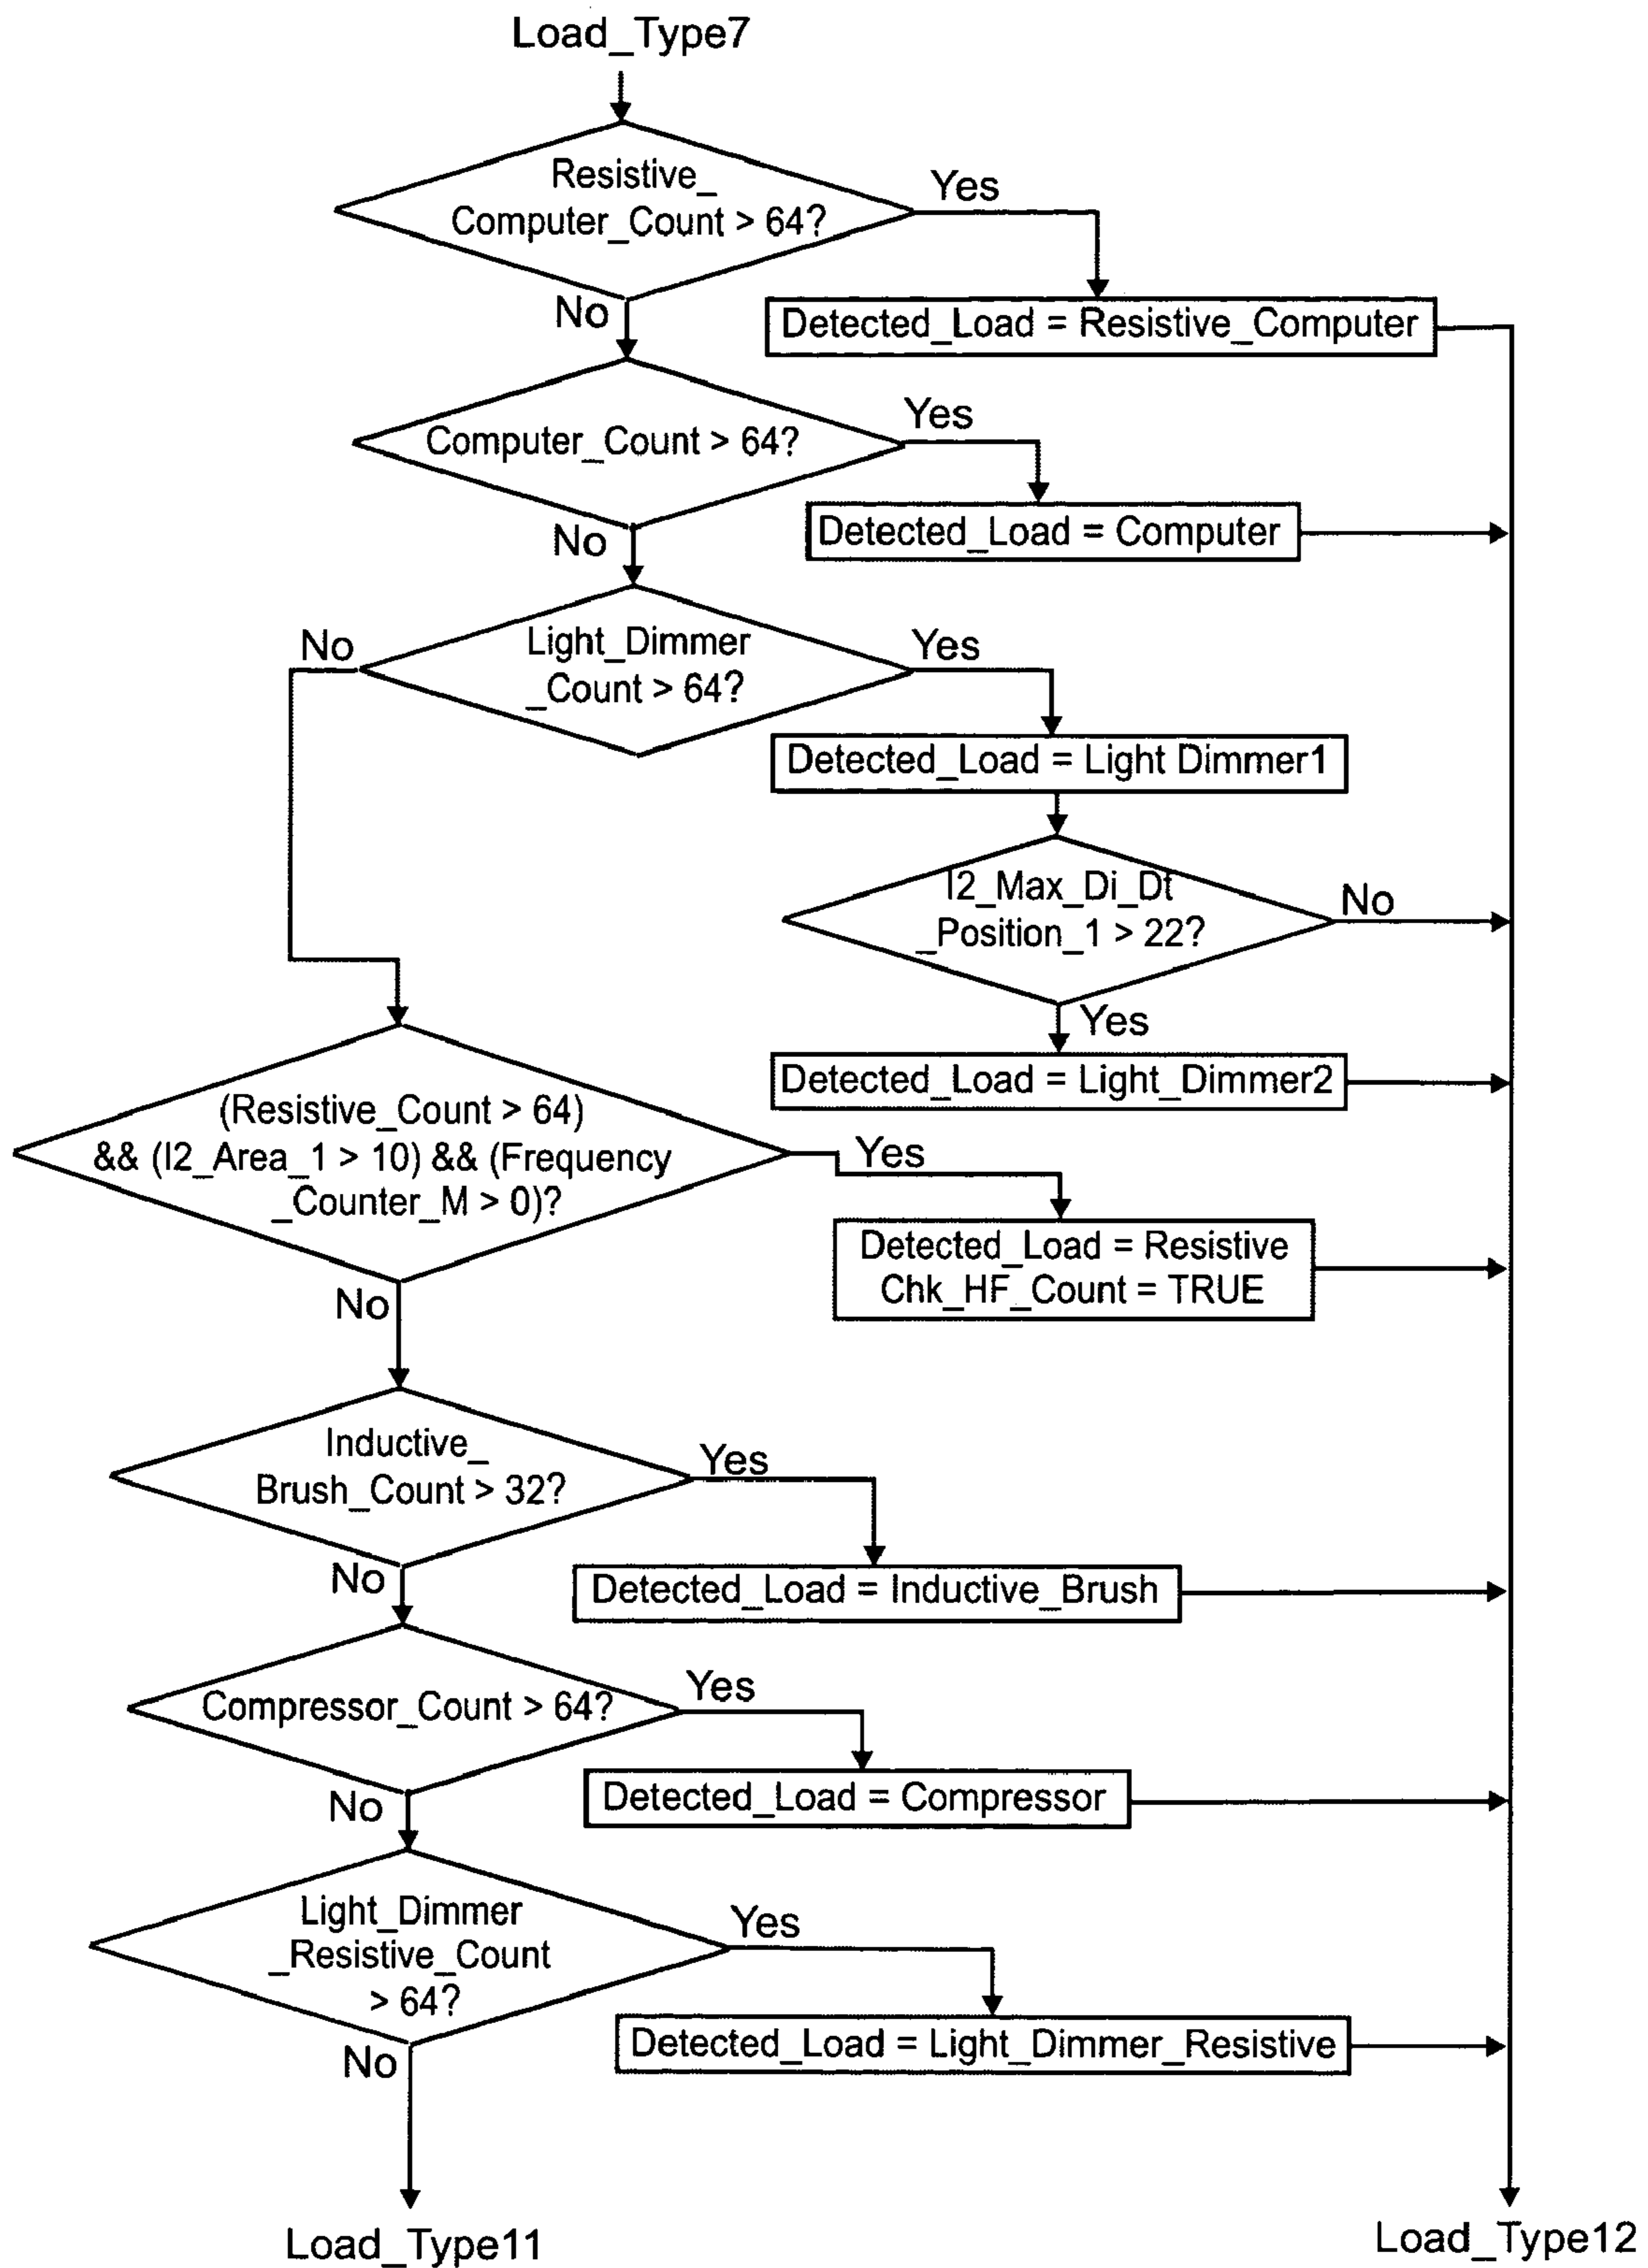 Load_Type7
Resistive_
Computer_Count > 64?
Yes
No
Detected_Load = Resistive_Computer
Computer_Count > 64?
Yes
No
Detected_Load = Computer
Light_Dimmer
_Count > 64?
No
Yes
Detected_Load = Light Dimmer1
I2_Max_Di_Dt
_Position_1 > 22?
No
Yes
Detected_Load = Light_Dimmer2
(Resistive_Count > 64)
&& (I2_Area_1 > 10) && (Frequency
_Counter_M > 0)?
Yes
No
Detected_Load = Resistive
Chk_HF_Count = TRUE
Inductive_
Brush_Count > 32?
Yes
No
Detected_Load = Inductive_Brush
Compressor_Count > 64?
Yes
No
Detected_Load = Compressor
Light_Dimmer
_Resistive_Count
> 64?
Yes
No
Detected_Load = Light_Dimmer_Resistive
Load_Type11
Load_Type12